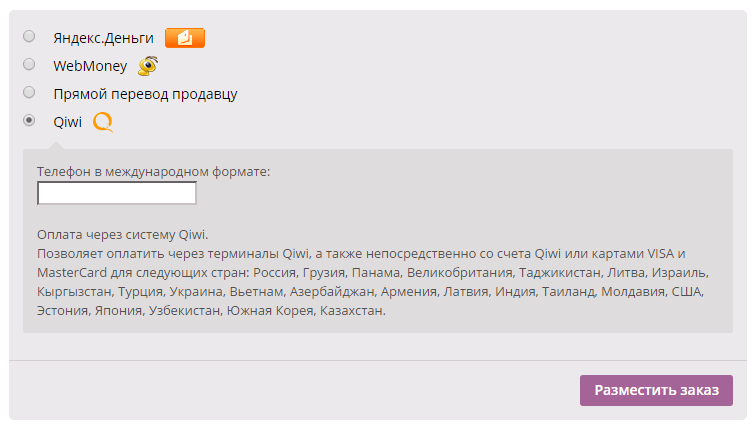 Яндекс.Деньги
WebMoney
Прямой перевод продавцу
Qiwi
Телефон в международном формате:
Оплата через систему Qiwi.
Позволяет оплатить через терминалы Qiwi, а также непосредственно со счета Qiwi или картами VISA и
MasterCard для следующих стран: Россия, Грузия, Панама, Великобритания, Таджикистан, Литва, Израиль,
Кыргызстан, Турция, Украина, Вьетнам, Азербайджан, Армения, Латвия, Индия, Таиланд, Молдавия, США,
Эстония, Япония, Узбекистан, Южная Корея, Казахстан.
Разместить заказ